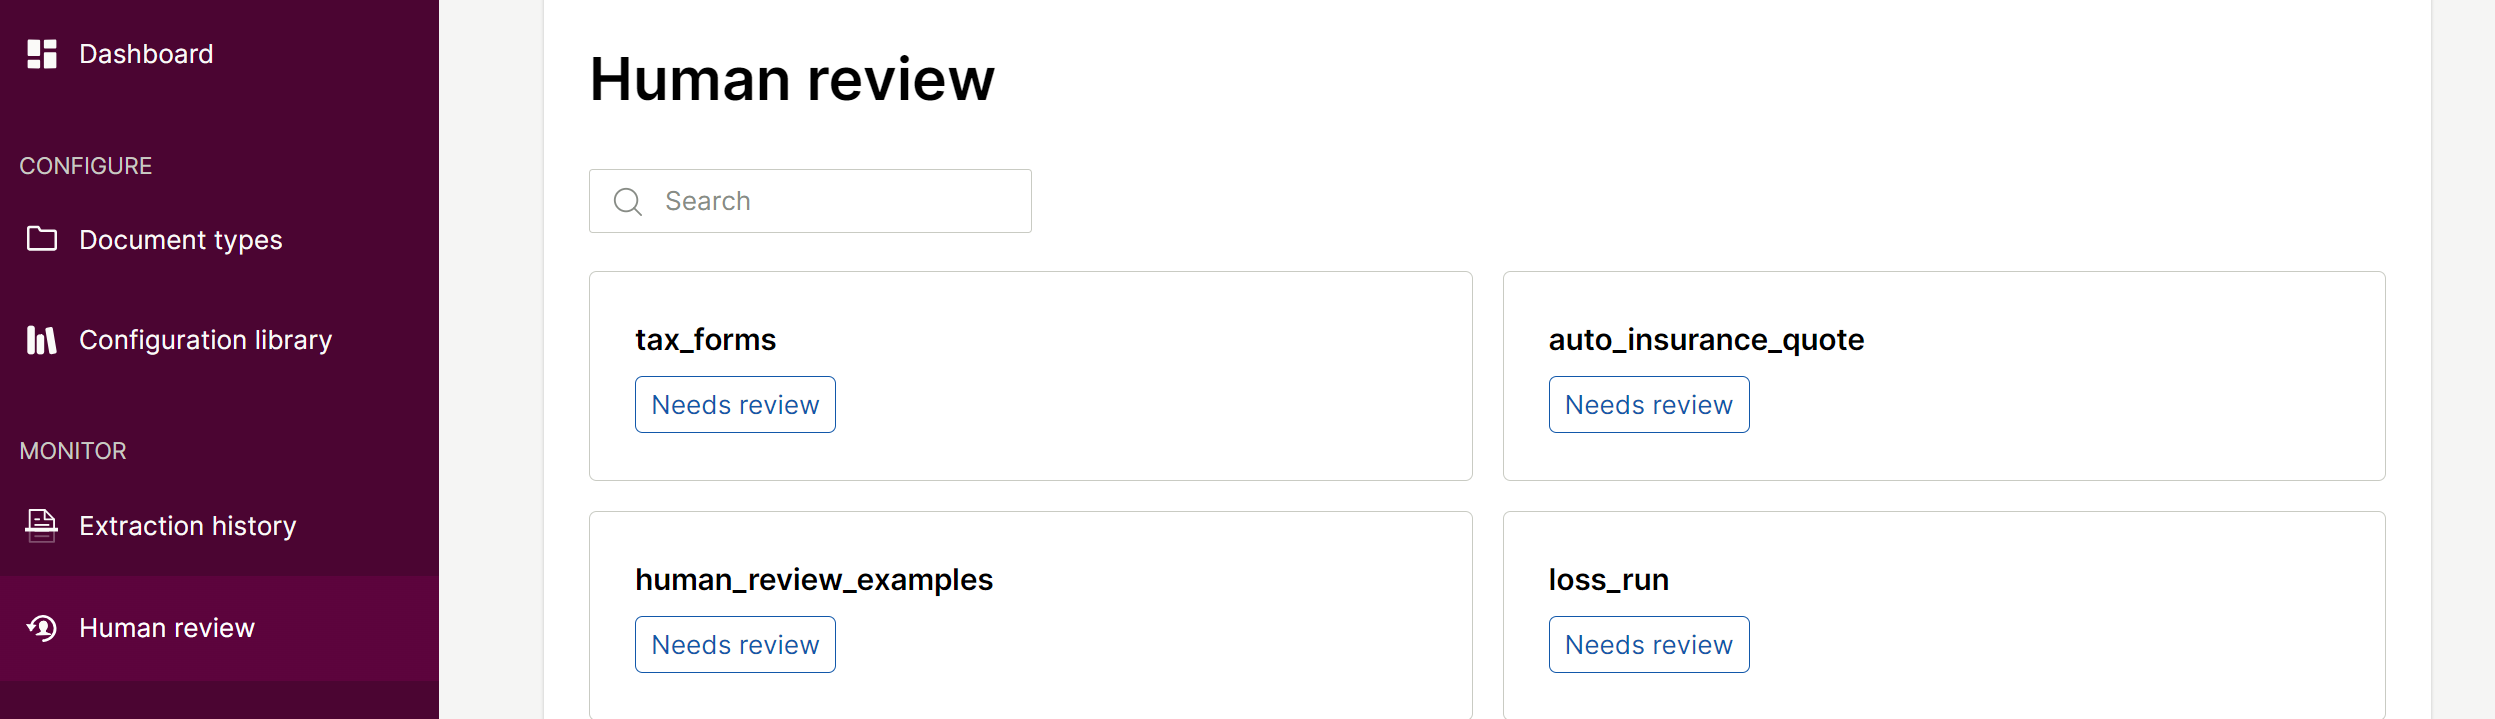 Dashboard
CONFIGURE
Document types
Configuration library
MONITOR
Extraction history
Human review
Human review
Search
tax_forms
Needs review
auto_insurance_quote
Needs review
human_review_examples
Needs review
loss_run
Needs review